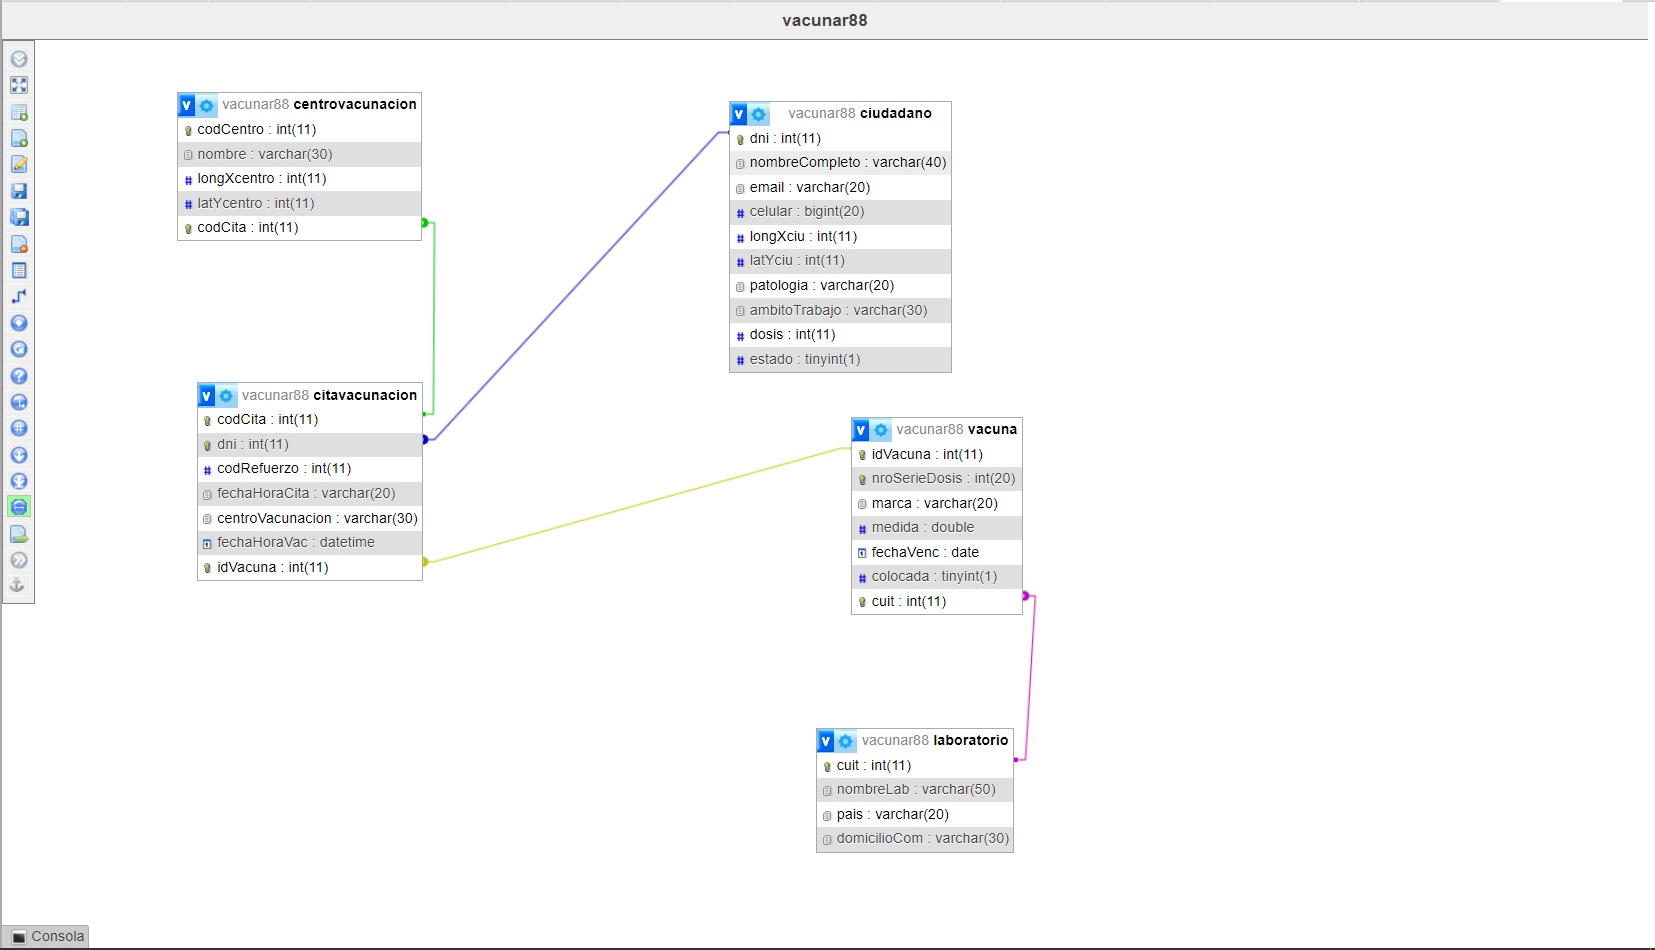 vacunar88
vacunar88 centrovacunacion
codCentro : int(11)
nombre : varchar(30)
longXcentro : int(11)
latYcentro : int(11)
codCita : int(11)
vacunar88 ciudadano
dni : int(11)
nombreCompleto : varchar(40)
email : varchar(20)
celular : bigint(20)
longXciu : int(11)
latYciu : int(11)
patologia : varchar(20)
ambitoTrabajo : varchar(30)
dosis : int(11)
estado : tinyint(1)
vacunar88 citavacunacion
codCita : int(11)
dni : int(11)
codRefuerzo : int(11)
fechaHoraCita : varchar(20)
centroVacunacion : varchar(30)
fechaHoraVac : datetime
idVacuna : int(11)
vacunar88 vacuna
idVacuna : int(11)
nroSerieDosis : int(20)
marca : varchar(20)
medida : double
fechaVenc : date
colocada : tinyint(1)
cuit : int(11)
vacunar88 laboratorio
cuit : int(11)
nombreLab : varchar(50)
pais : varchar(20)
domicilioCom : varchar(30)
Consola